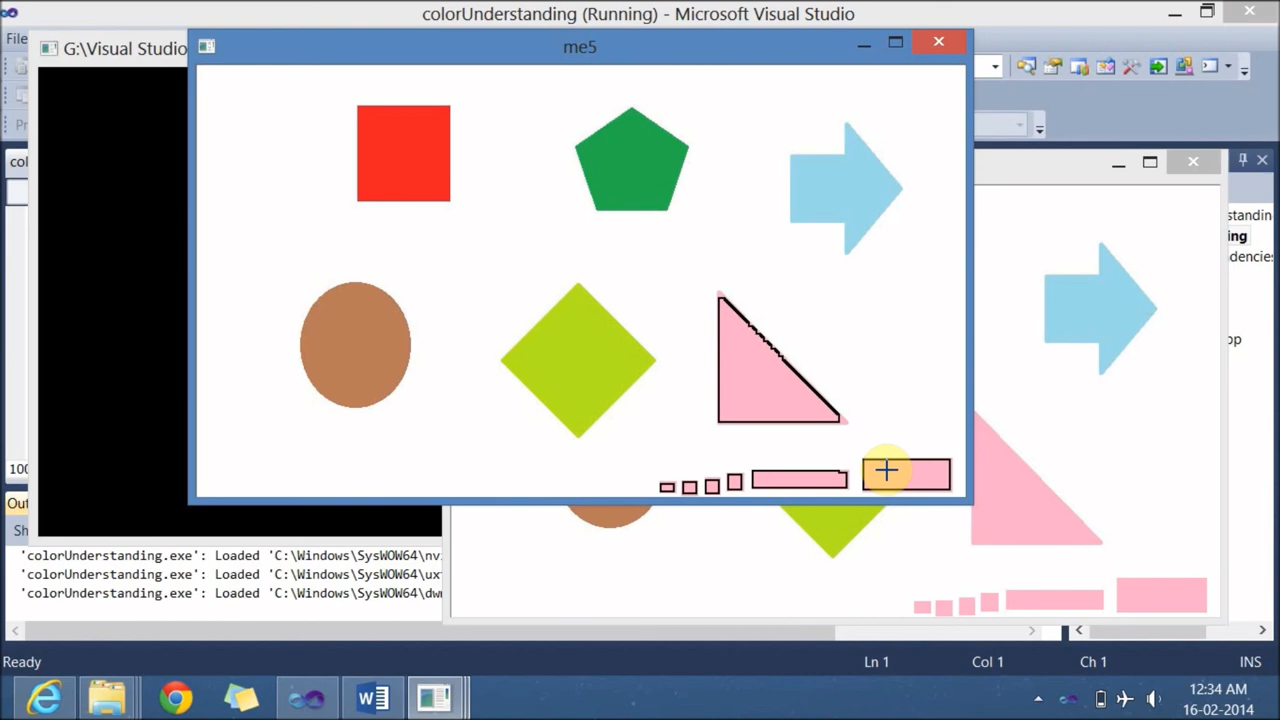 colorUnderstanding (Running) - Microsoft Visual Studio
File
G:\Visual Studio
me5
Pr
col
standing
ing
dencies
pp
100
Out
Sh
'colorUnderstanding.exe': Loaded 'C:\Windows\SysWOW64\nv
'colorUnderstanding.exe': Loaded 'C:\Windows\SysWOW64\ux
'colorUnderstanding.exe': Loaded 'C:\Windows\SysWOW64\dw
Ready
Ln 1
Col 1
Ch 1
INS
12:34 AM
16-02-2014